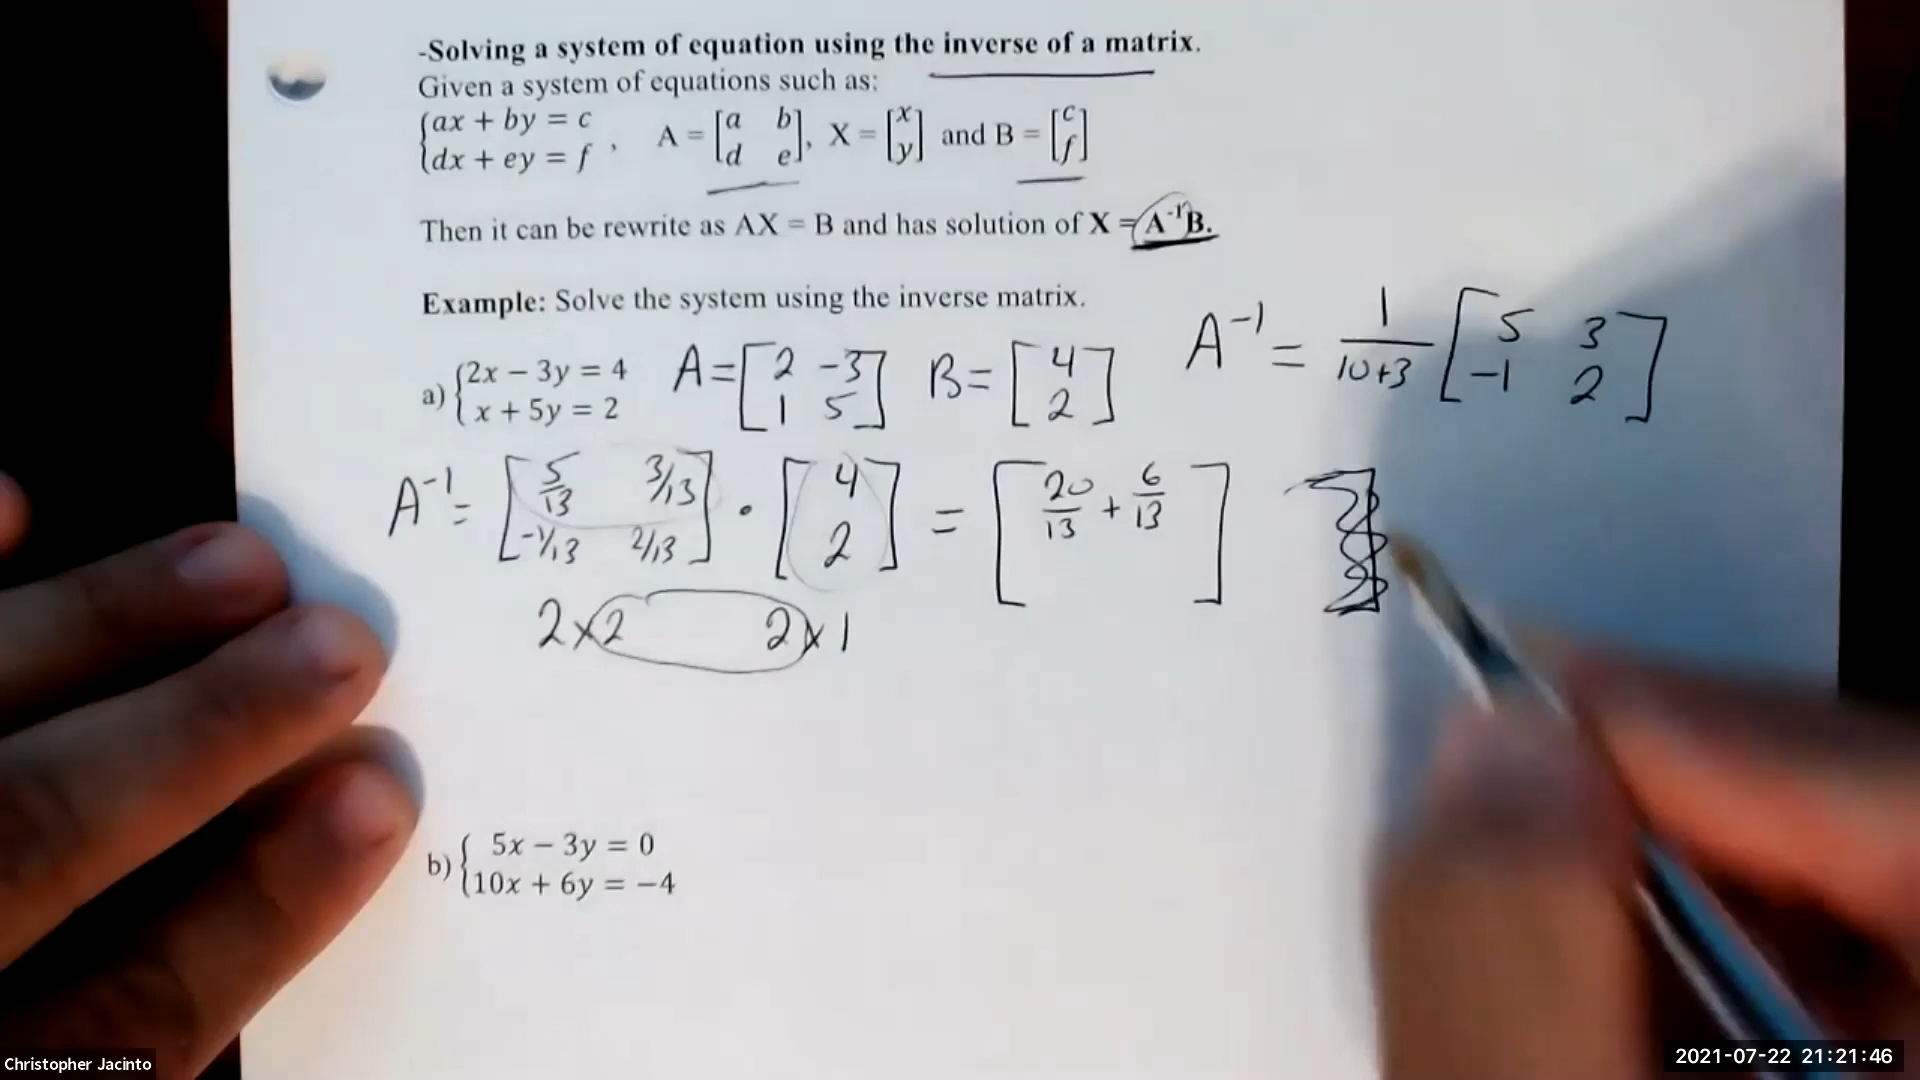 -Solving a system of equation using the inverse of a matrix.
Given a system of equations such as:
{ax + by = c
{dx + ey = f , A = [a b; d e], X = [x; y] and B = [c; f]
Then it can be rewrite as AX = B and has solution of X = A⁻¹B.
Example: Solve the system using the inverse matrix.
a) {2x − 3y = 4
{x + 5y = 2
A = [2 -3; 1 5] B = [4; 2] A⁻¹ = 1/(10+3) [5 3; -1 2]
A⁻¹ = [5/13 3/13; -1/13 2/13] · [4; 2] = [20/13 + 6/13]
2x2 2x1
b) {5x − 3y = 0
{10x + 6y = −4
Christopher Jacinto
2021-07-22 21:21:46